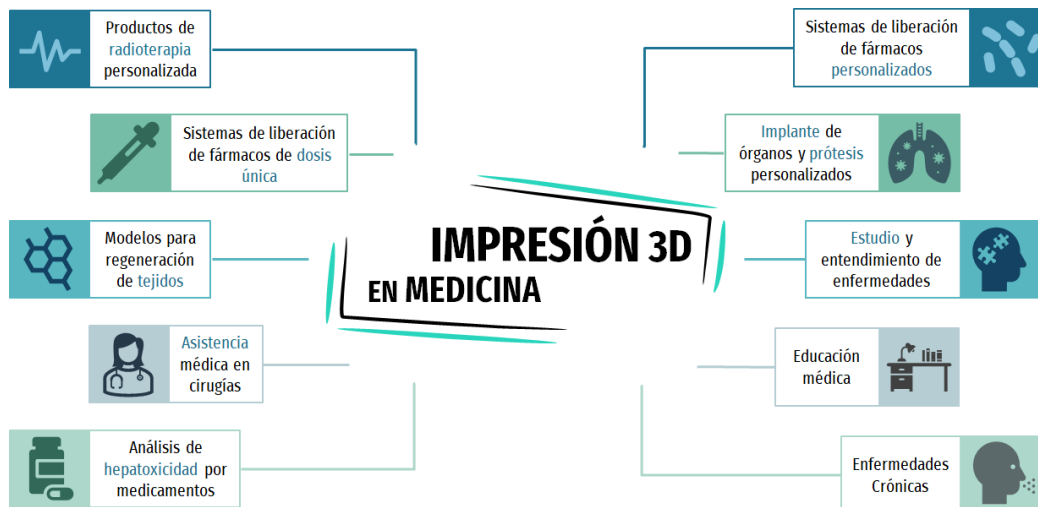 Productos de
radioterapia
personalizada
Sistemas de liberación
de fármacos de dosis
única
Modelos para
regeneración
de tejidos
Asistencia
médica en
cirugías
Análisis de
hepatoxicidad por
medicamentos
IMPRESIÓN 3D
EN MEDICINA
Sistemas de liberación
de fármacos
personalizados
Implante de
órganos y prótesis
personalizados
Estudio y
entendimiento de
enfermedades
Educación
médica
Enfermedades
Crónicas